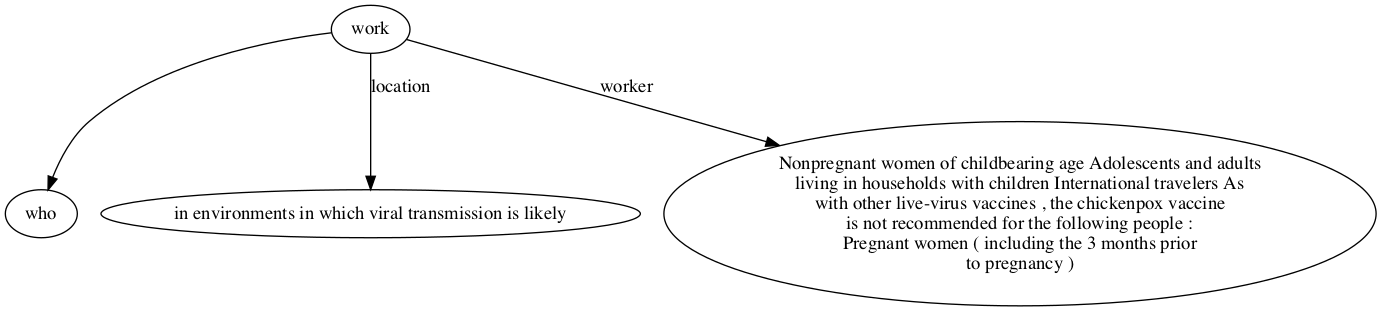 work
location
worker
who
in environments in which viral transmission is likely
Nonpregnant women of childbearing age Adolescents and adults
living in households with children International travelers As
with other live-virus vaccines , the chickenpox vaccine
is not recommended for the following people :
Pregnant women ( including the 3 months prior
to pregnancy )